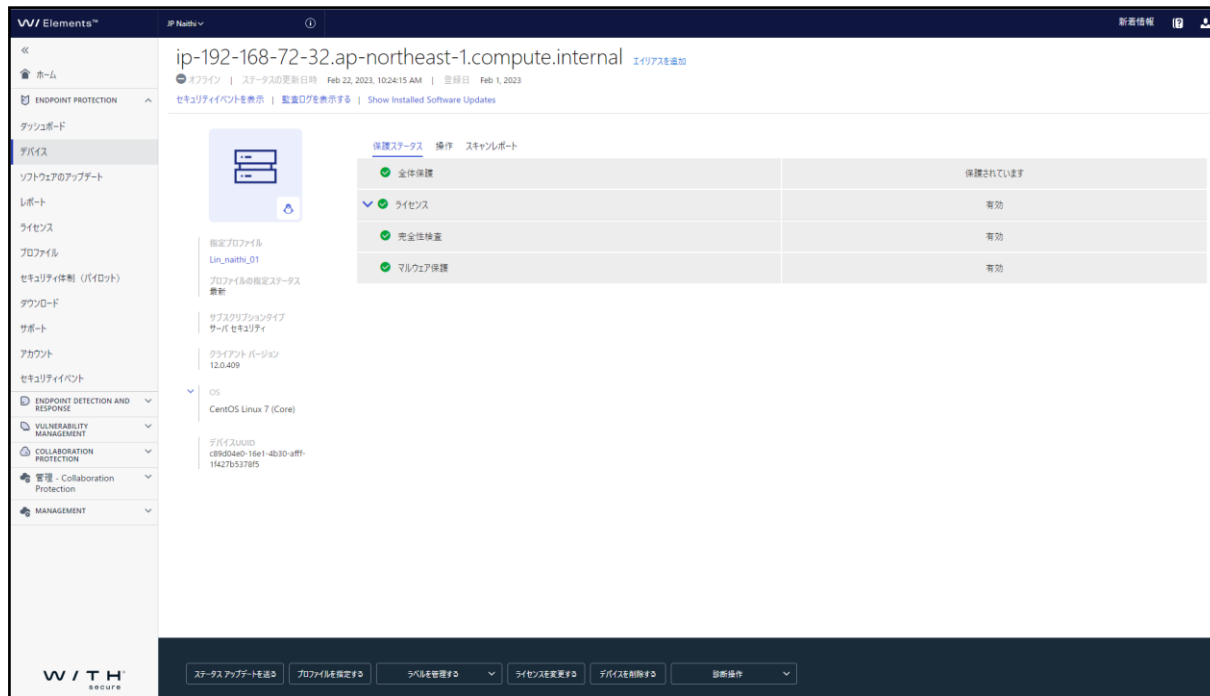 W/ Elements™
JP Naithi
新着情報
ip-192-168-72-32.ap-northeast-1.compute.internal エイリアスを追加
オフライン | ステータスの更新日時 Feb 22, 2023, 10:24:15 AM | 登録日 Feb 1, 2023
セキュリティイベントを表示 | 監査ログを表示する | Show Installed Software Updates
ホーム
ENDPOINT PROTECTION
ダッシュボード
デバイス
ソフトウェアのアップデート
レポート
ライセンス
プロファイル
セキュリティ体制 (パイロット)
ダウンロード
サポート
アカウント
セキュリティイベント
ENDPOINT DETECTION AND
RESPONSE
VULNERABILITY
MANAGEMENT
COLLABORATION
PROTECTION
管理 - Collaboration
Protection
MANAGEMENT
W/TH
secure
指定プロファイル
Lin_naithi_01
プロファイルの指定ステータス
最新
サブスクリプションタイプ
サーバ セキュリティ
クライアント バージョン
12.0.409
OS
CentOS Linux 7 (Core)
デバイスUUID
c89d04e0-16e1-4b30-afff-
1f427b5378f5
保護ステータス 操作 スキャンレポート
全体保護 保護されています
ライセンス 有効
完全性検査 有効
マルウェア保護 有効
ステータス アップデートを送る プロファイルを指定する ラベルを管理する ライセンスを変更する デバイスを削除する 診断操作